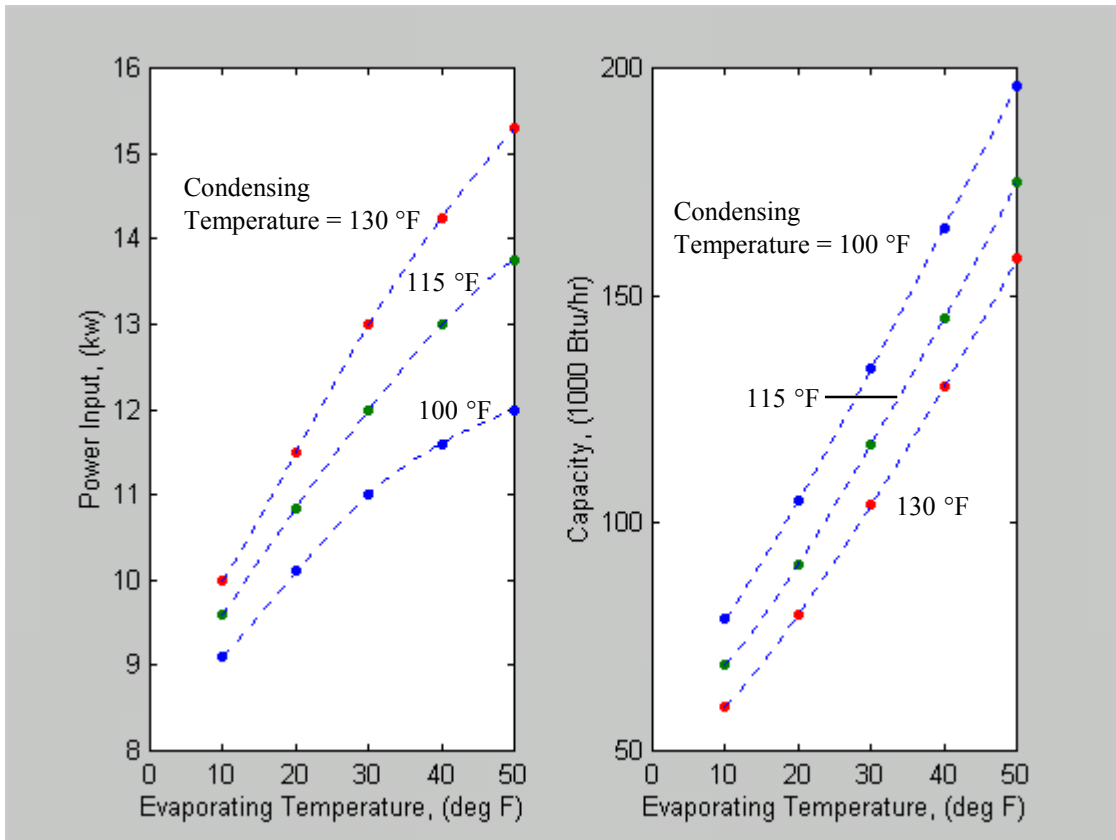 16
15
14
13
12
11
10
9
8
0
10
20
30
40
50
Power Input, (kw)
Evaporating Temperature, (deg F)
Condensing
Temperature = 130 °F
115 °F
100 °F
200
150
100
50
0
10
20
30
40
50
Capacity, (1000 Btu/hr)
Evaporating Temperature, (deg F)
Condensing
Temperature = 100 °F
115 °F
130 °F